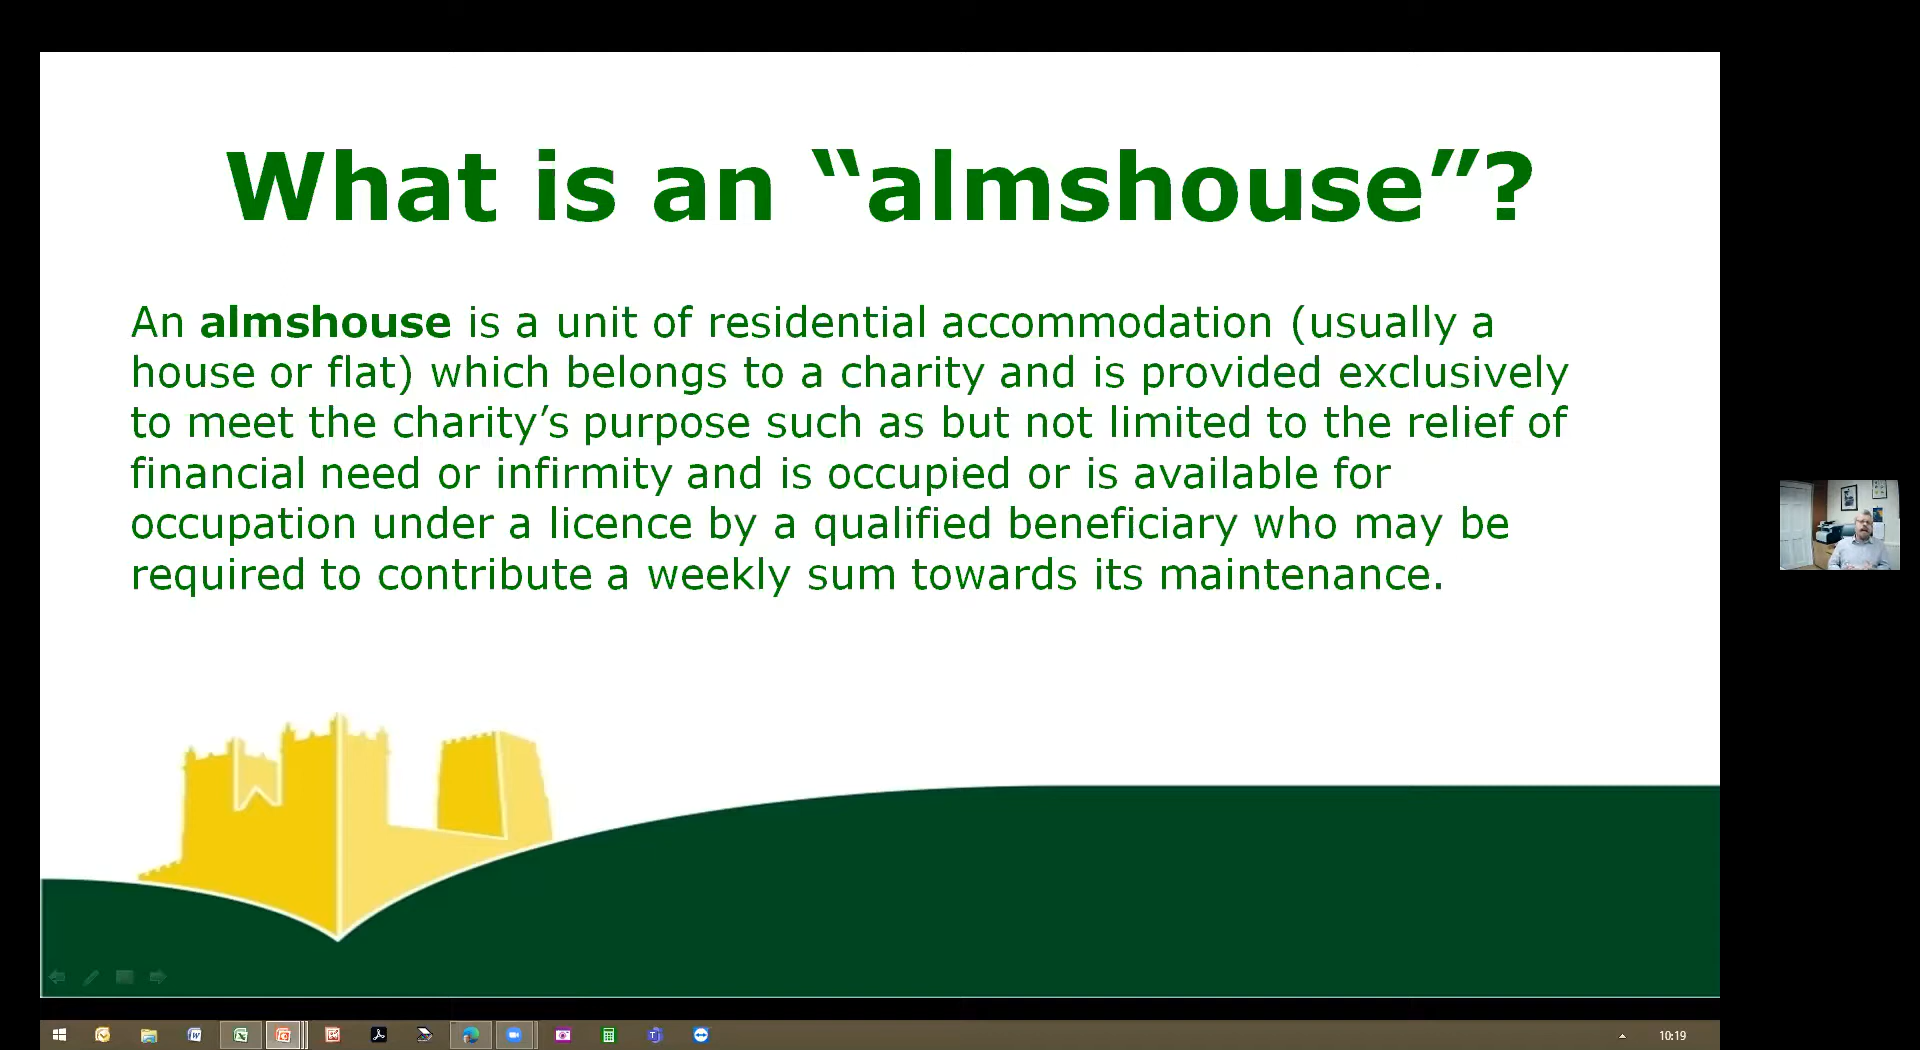 What is an “almshouse”?
An almshouse is a unit of residential accommodation (usually a
house or flat) which belongs to a charity and is provided exclusively
to meet the charity’s purpose such as but not limited to the relief of
financial need or infirmity and is occupied or is available for
occupation under a licence by a qualified beneficiary who may be
required to contribute a weekly sum towards its maintenance.
10:19